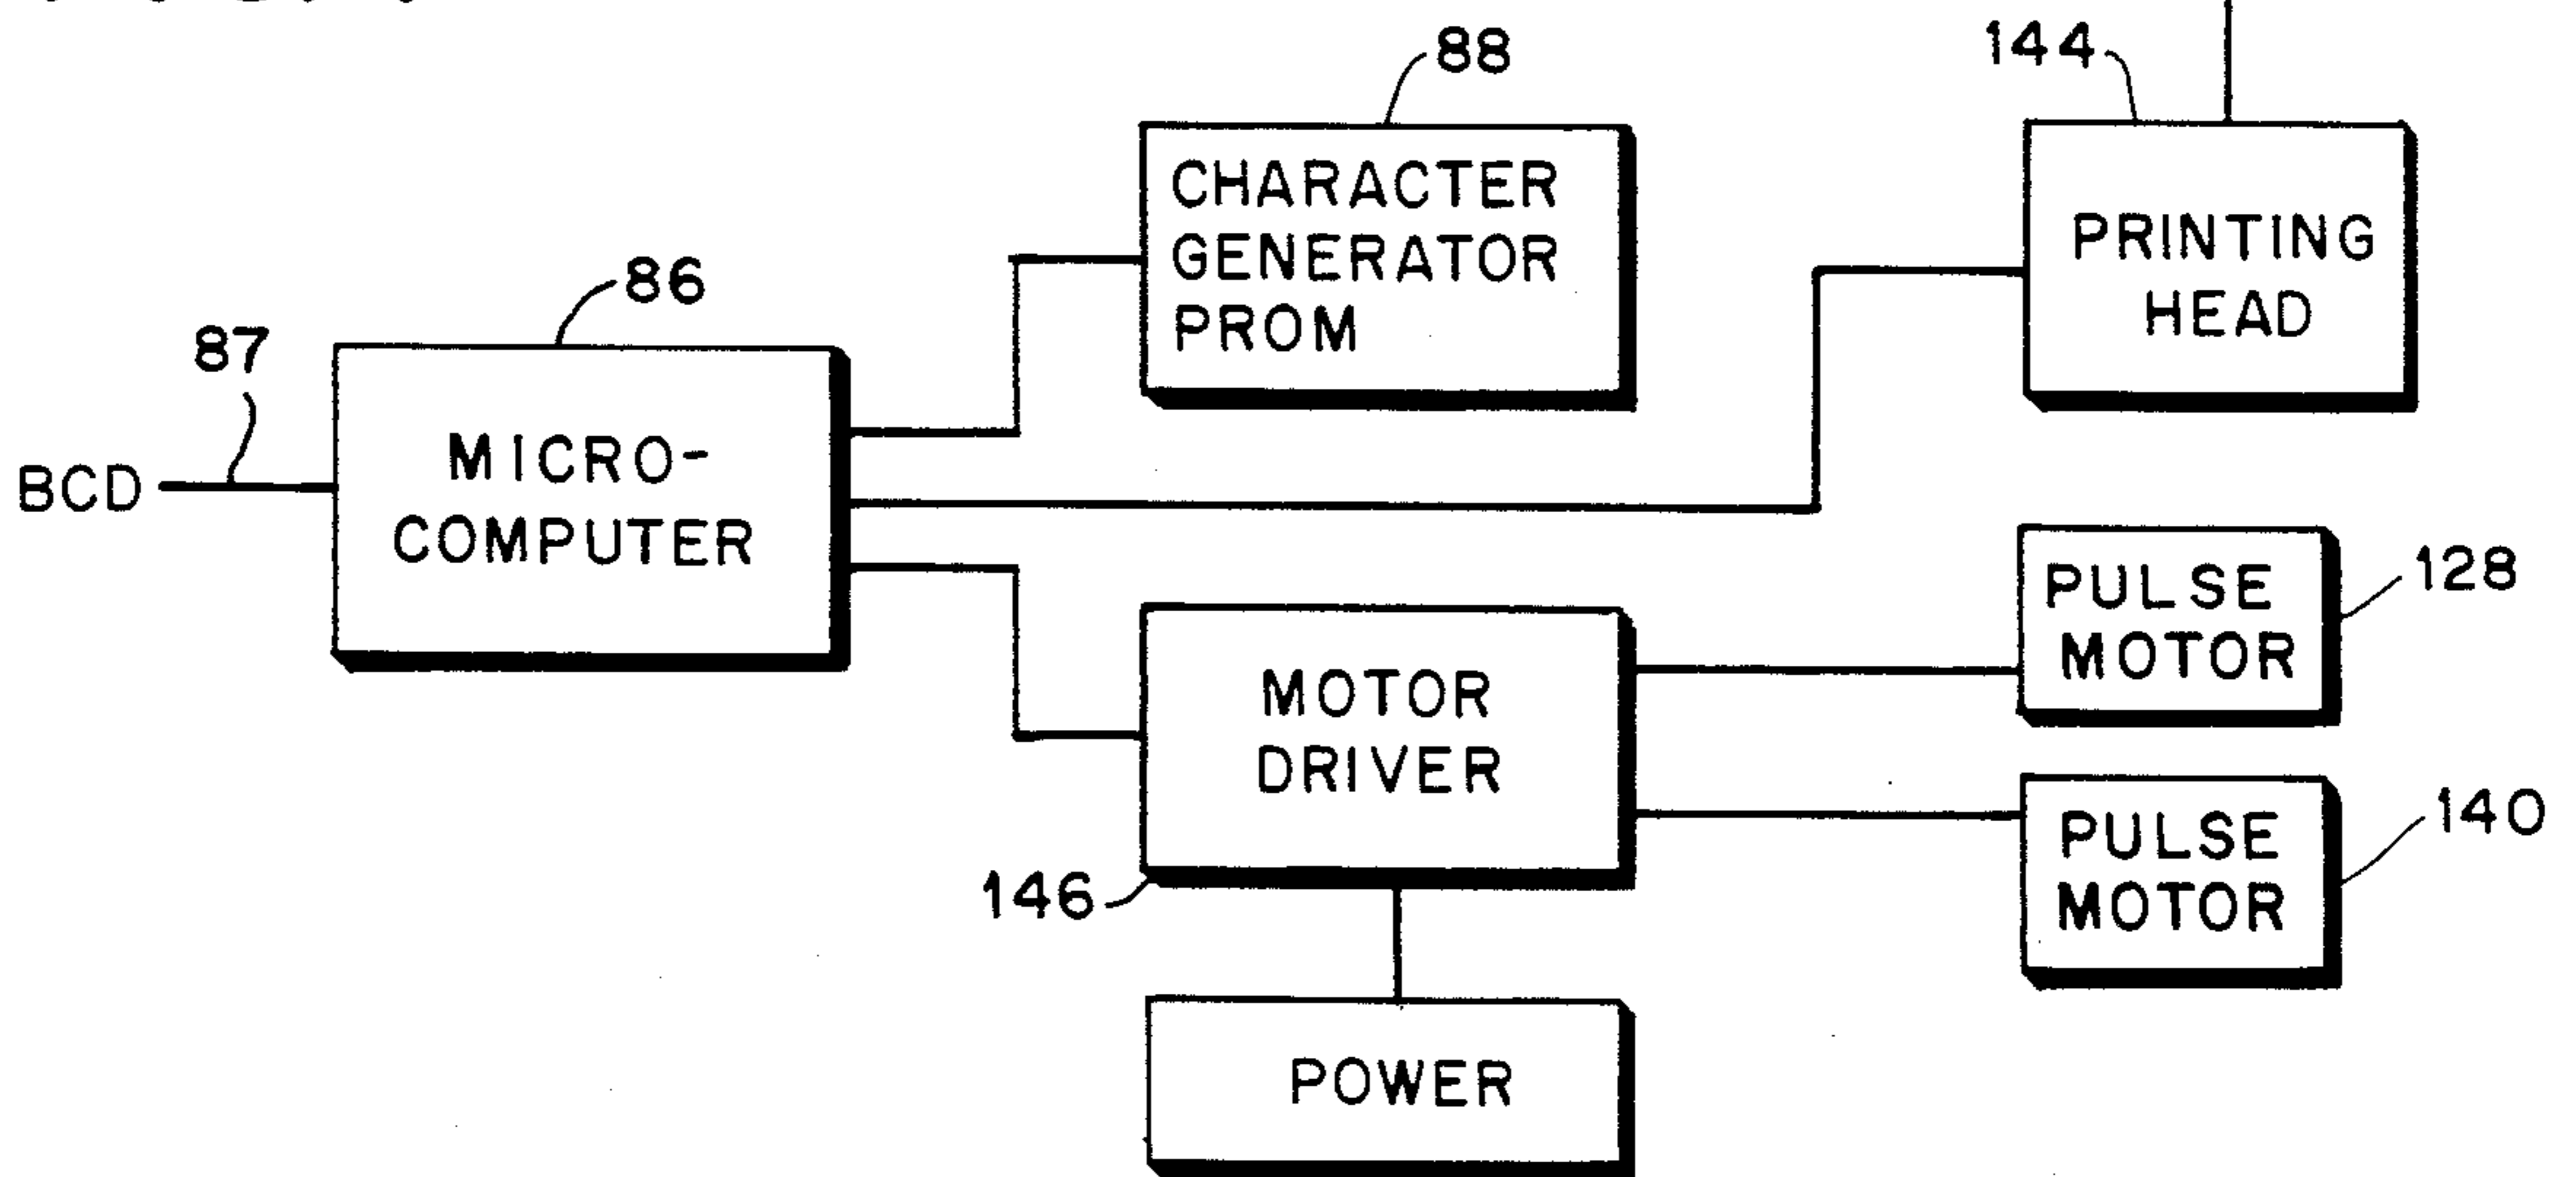 88
144
CHARACTER
GENERATOR
PROM
PRINTING
HEAD
86
87
BCD
MICRO-
COMPUTER
128
PULSE
MOTOR
MOTOR
DRIVER
146
140
PULSE
MOTOR
POWER